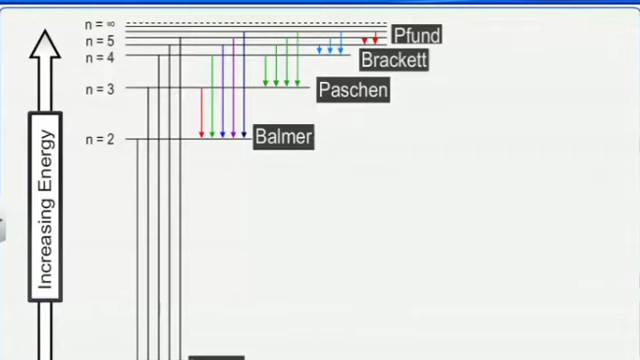 n = ∞
n = 5
Pfund
n = 4
Brackett
n = 3
Paschen
n = 2
Balmer
Increasing Energy